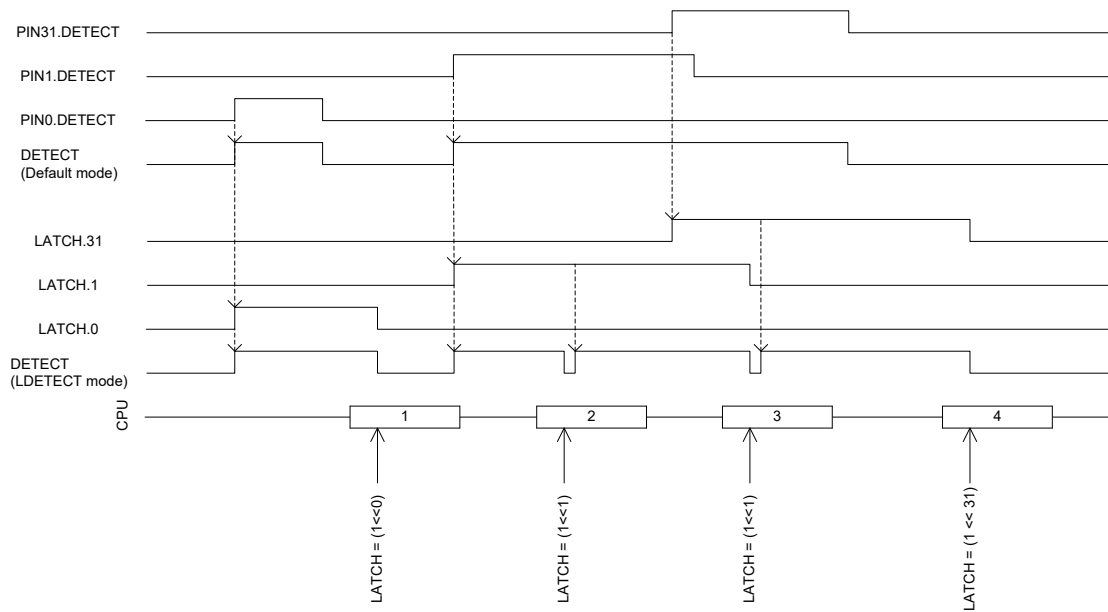 PIN31.DETECT
PIN1.DETECT
PIN0.DETECT
DETECT
(Default mode)
LATCH.31
LATCH.1
LATCH.0
DETECT
(LDETECT mode)
CPU
1
2
3
4
LATCH = (1<<0)
LATCH = (1<<1)
LATCH = (1<<1)
LATCH = (1 << 31)